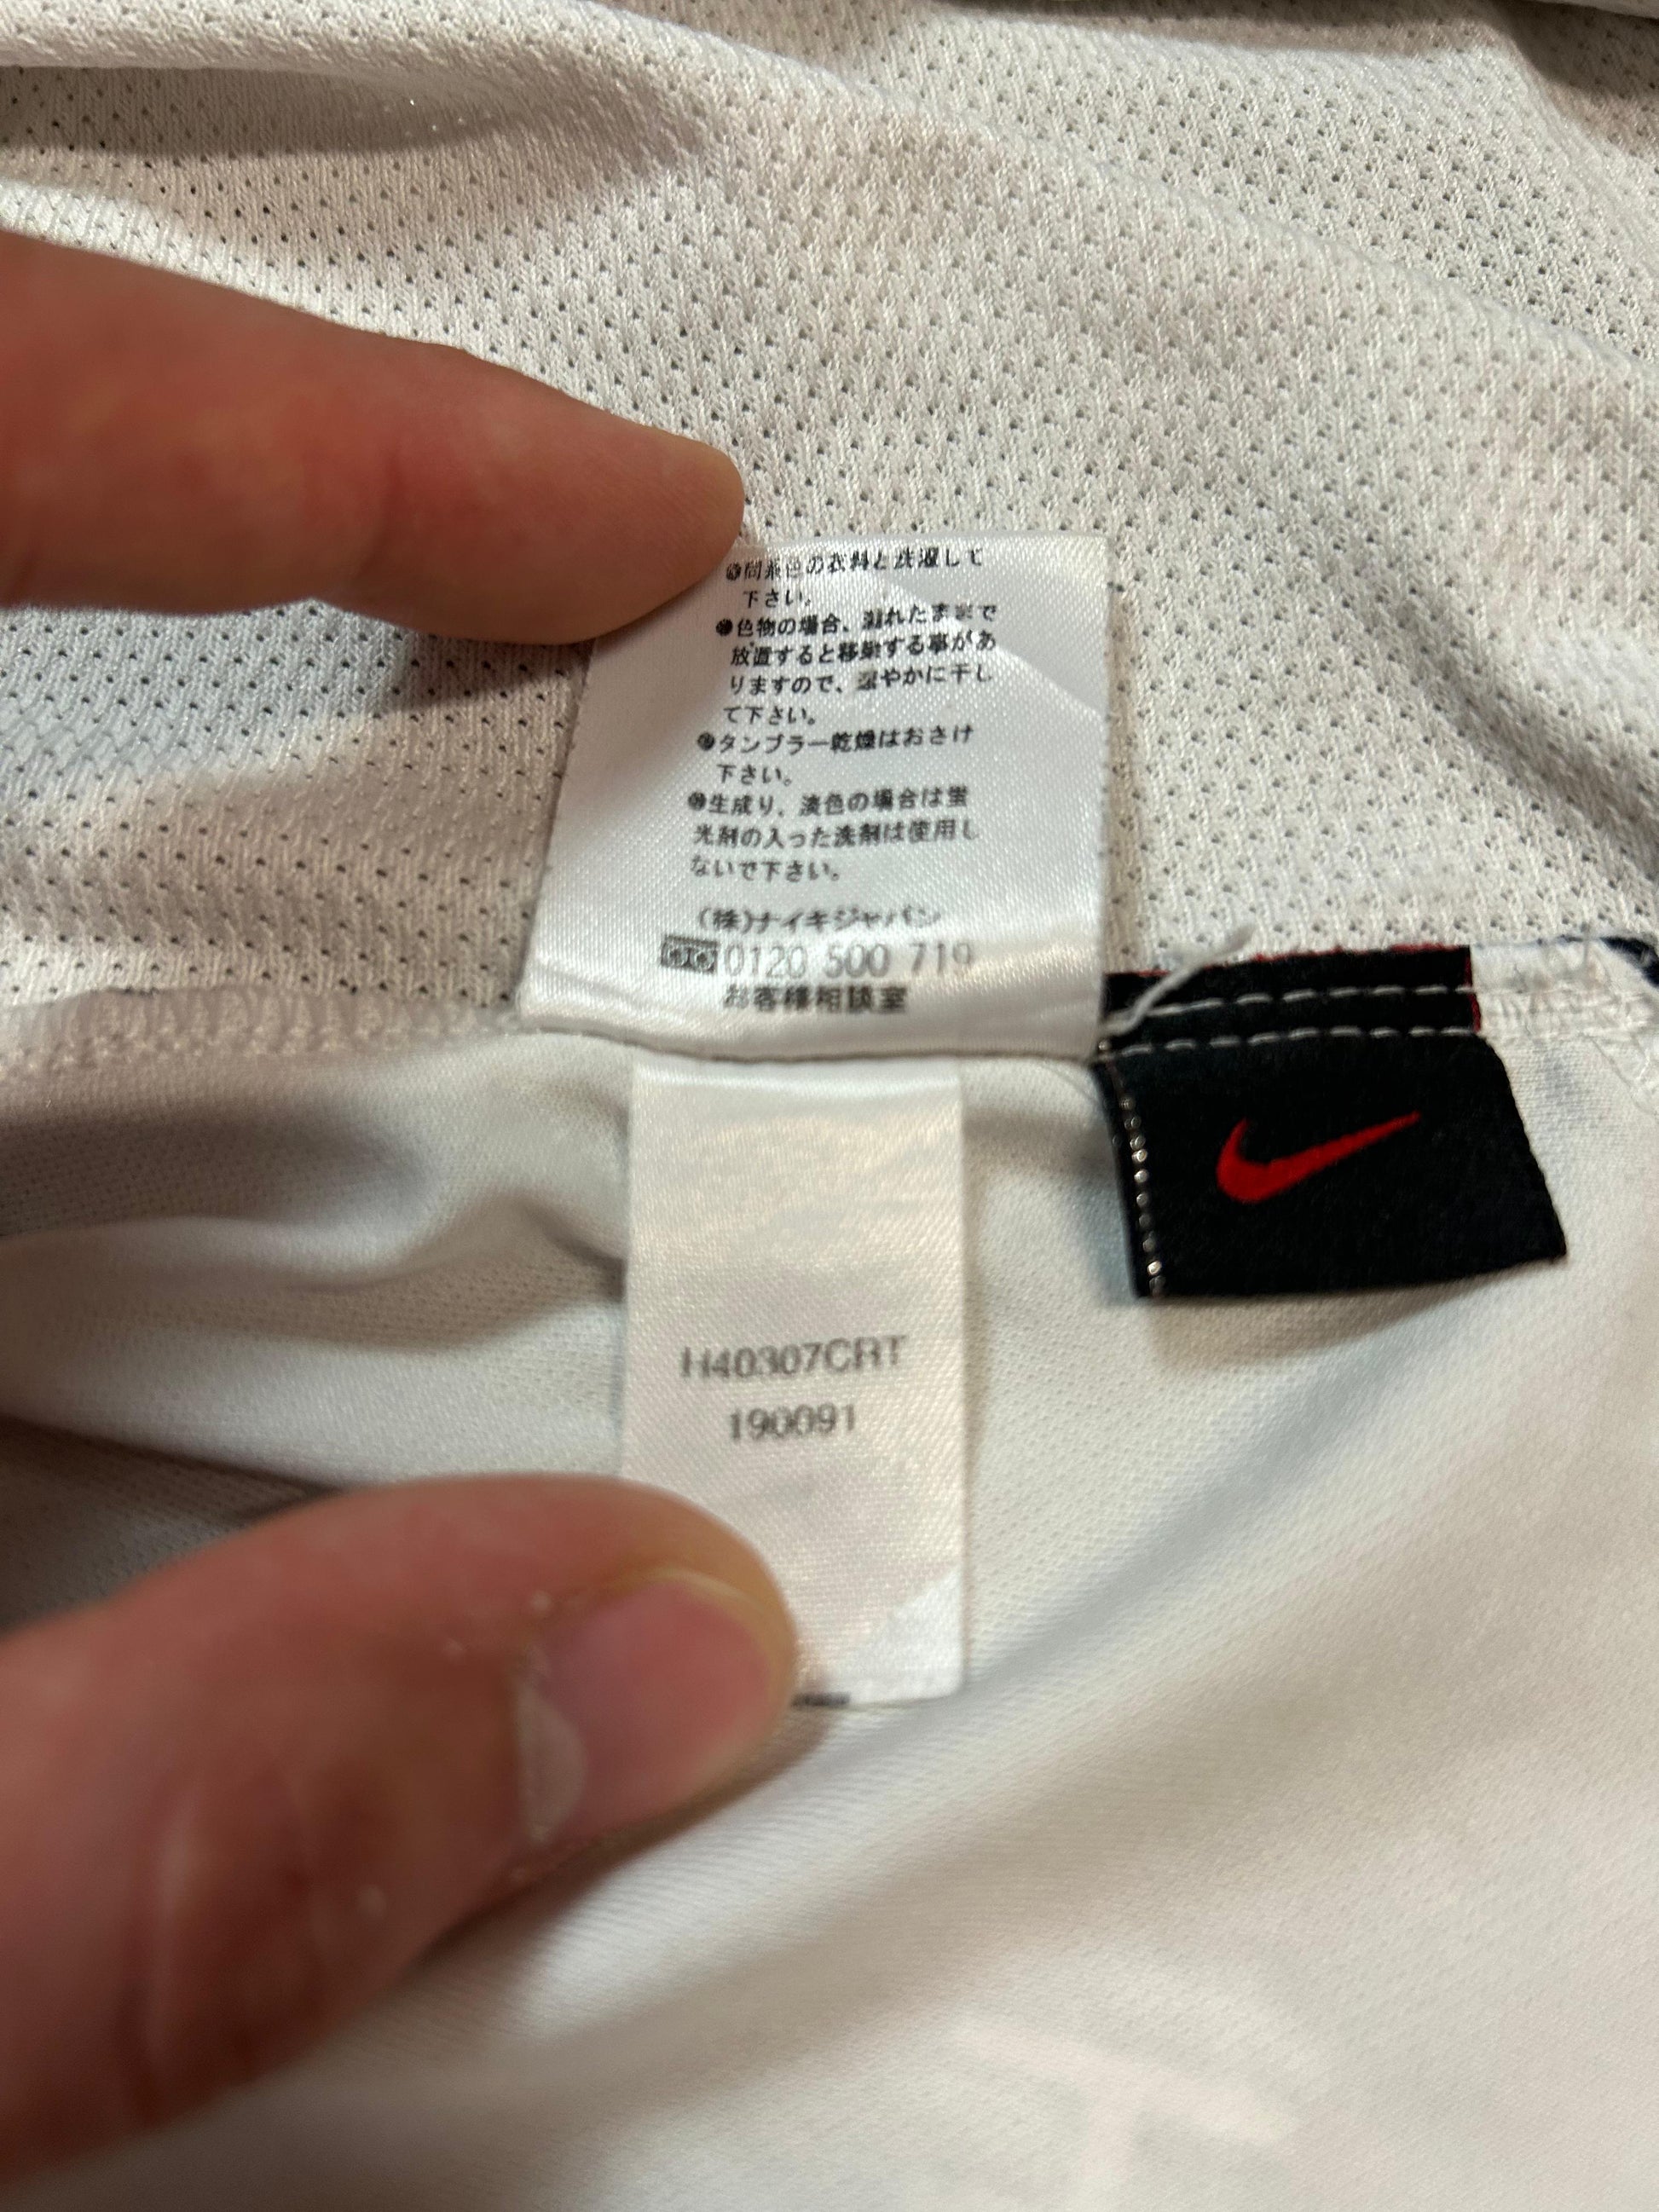 ●同系色の衣料と洗濯して
下さい。
●色物の場合、濡れたままで
放置すると移染する事があ
りますので、速やかに干し
て下さい。
●タンブラー乾燥はおさけ
下さい。
●生成り、淡色の場合は蛍
光剤の入った洗剤は使用し
ないで下さい。
(株)ナイキジャパン
0120 500 719
お客様相談室
H40307CRT
190091